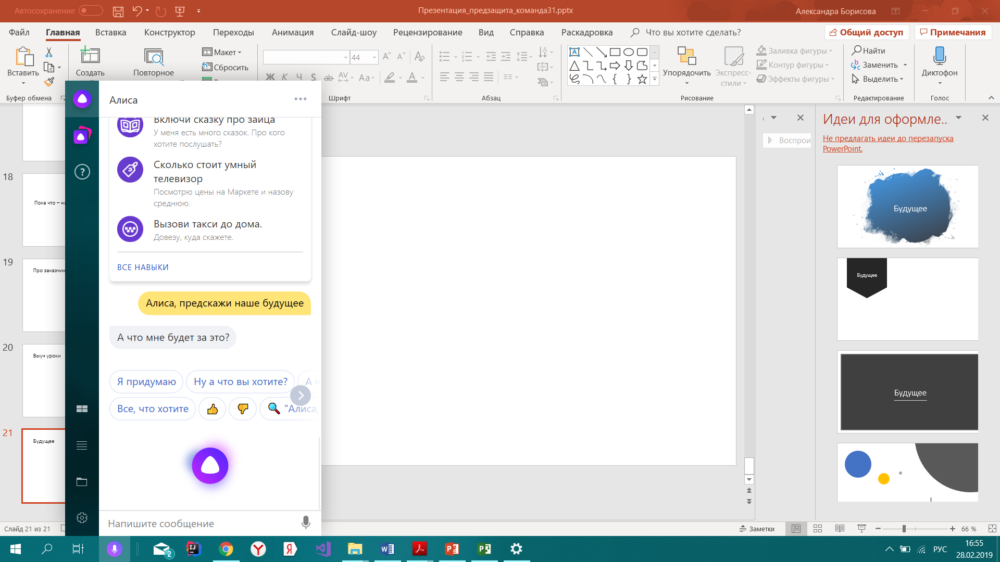 Автосохранение
Презентация_предзащита_команда31.pptx
Александра Борисова
Файл Главная Вставка Конструктор Переходы Анимация Слайд-шоу Рецензирование Вид Справка Раскадровка Что вы хотите сделать?
Общий доступ Примечания
Вставить
Буфер обмена
Создать
Повторное
Макет
Сбросить
44
Ж К Ч S ab AV Aa А
Шрифт
Абзац
Упорядочить
Экспресс-
стили
Заливка фигуры
Контур фигуры
Эффекты фигуры
Рисование
Найти
Заменить
Выделить
Редактирование
Диктофон
Голос
18
Пока что –
19
Про заказчик
20
Выуч уроки
21
Будущее
Алиса
Включи сказку про зайца
У меня есть много сказок. Про кого
хотите послушать?
Сколько стоит умный
телевизор
Посмотрю цены на Маркете и назову
среднюю.
Вызови такси до дома.
Довезу, куда скажете.
ВСЕ НАВЫКИ
Алиса, предскажи наше будущее
А что мне будет за это?
Я придумаю
Ну а что вы хотите?
А ч
Все, что хотите
"Алиса,
Напишите сообщение
Воспрои
Идеи для оформле...
Не предлагать идеи до перезапуска
PowerPoint.
Будущее
Будущее
Будущее
Слайд 21 из 21
Заметки
66 %
2
РУС
16:55
28.02.2019